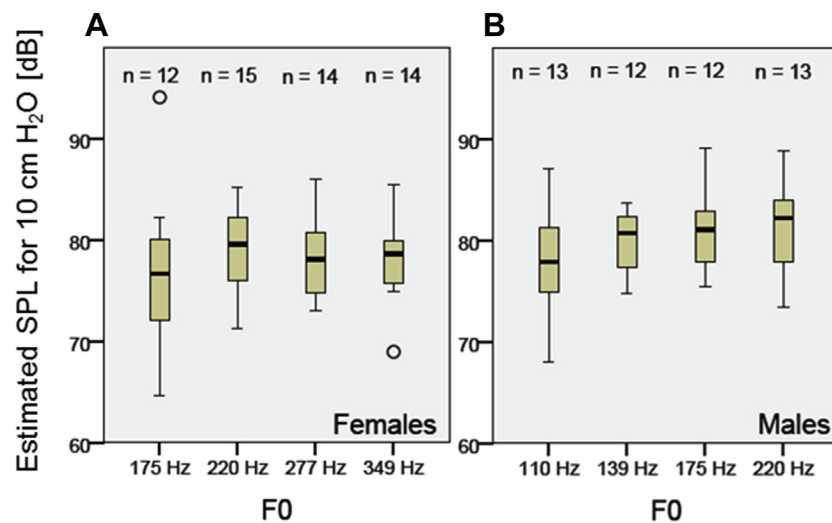 A
B
Estimated SPL for 10 cm H₂O [dB]
n = 12 n = 15 n = 14 n = 14
90
80
70
60
Females
175 Hz 220 Hz 277 Hz 349 Hz
F0
n = 13 n = 12 n = 12 n = 13
90
80
70
60
Males
110 Hz 139 Hz 175 Hz 220 Hz
F0